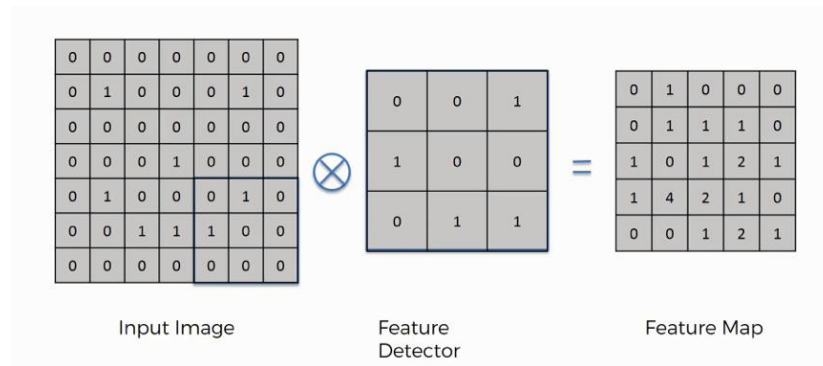 0 0 0 0 0 0 0
0 1 0 0 0 1 0
0 0 0 0 0 0 0
0 0 0 1 0 0 0
0 1 0 0 0 1 0
0 0 1 1 1 0 0
0 0 0 0 0 0 0
Input Image
0 0 1
1 0 0
0 1 1
Feature
Detector
=
0 1 0 0 0
0 1 1 1 0
1 0 1 2 1
1 4 2 1 0
0 0 1 2 1
Feature Map